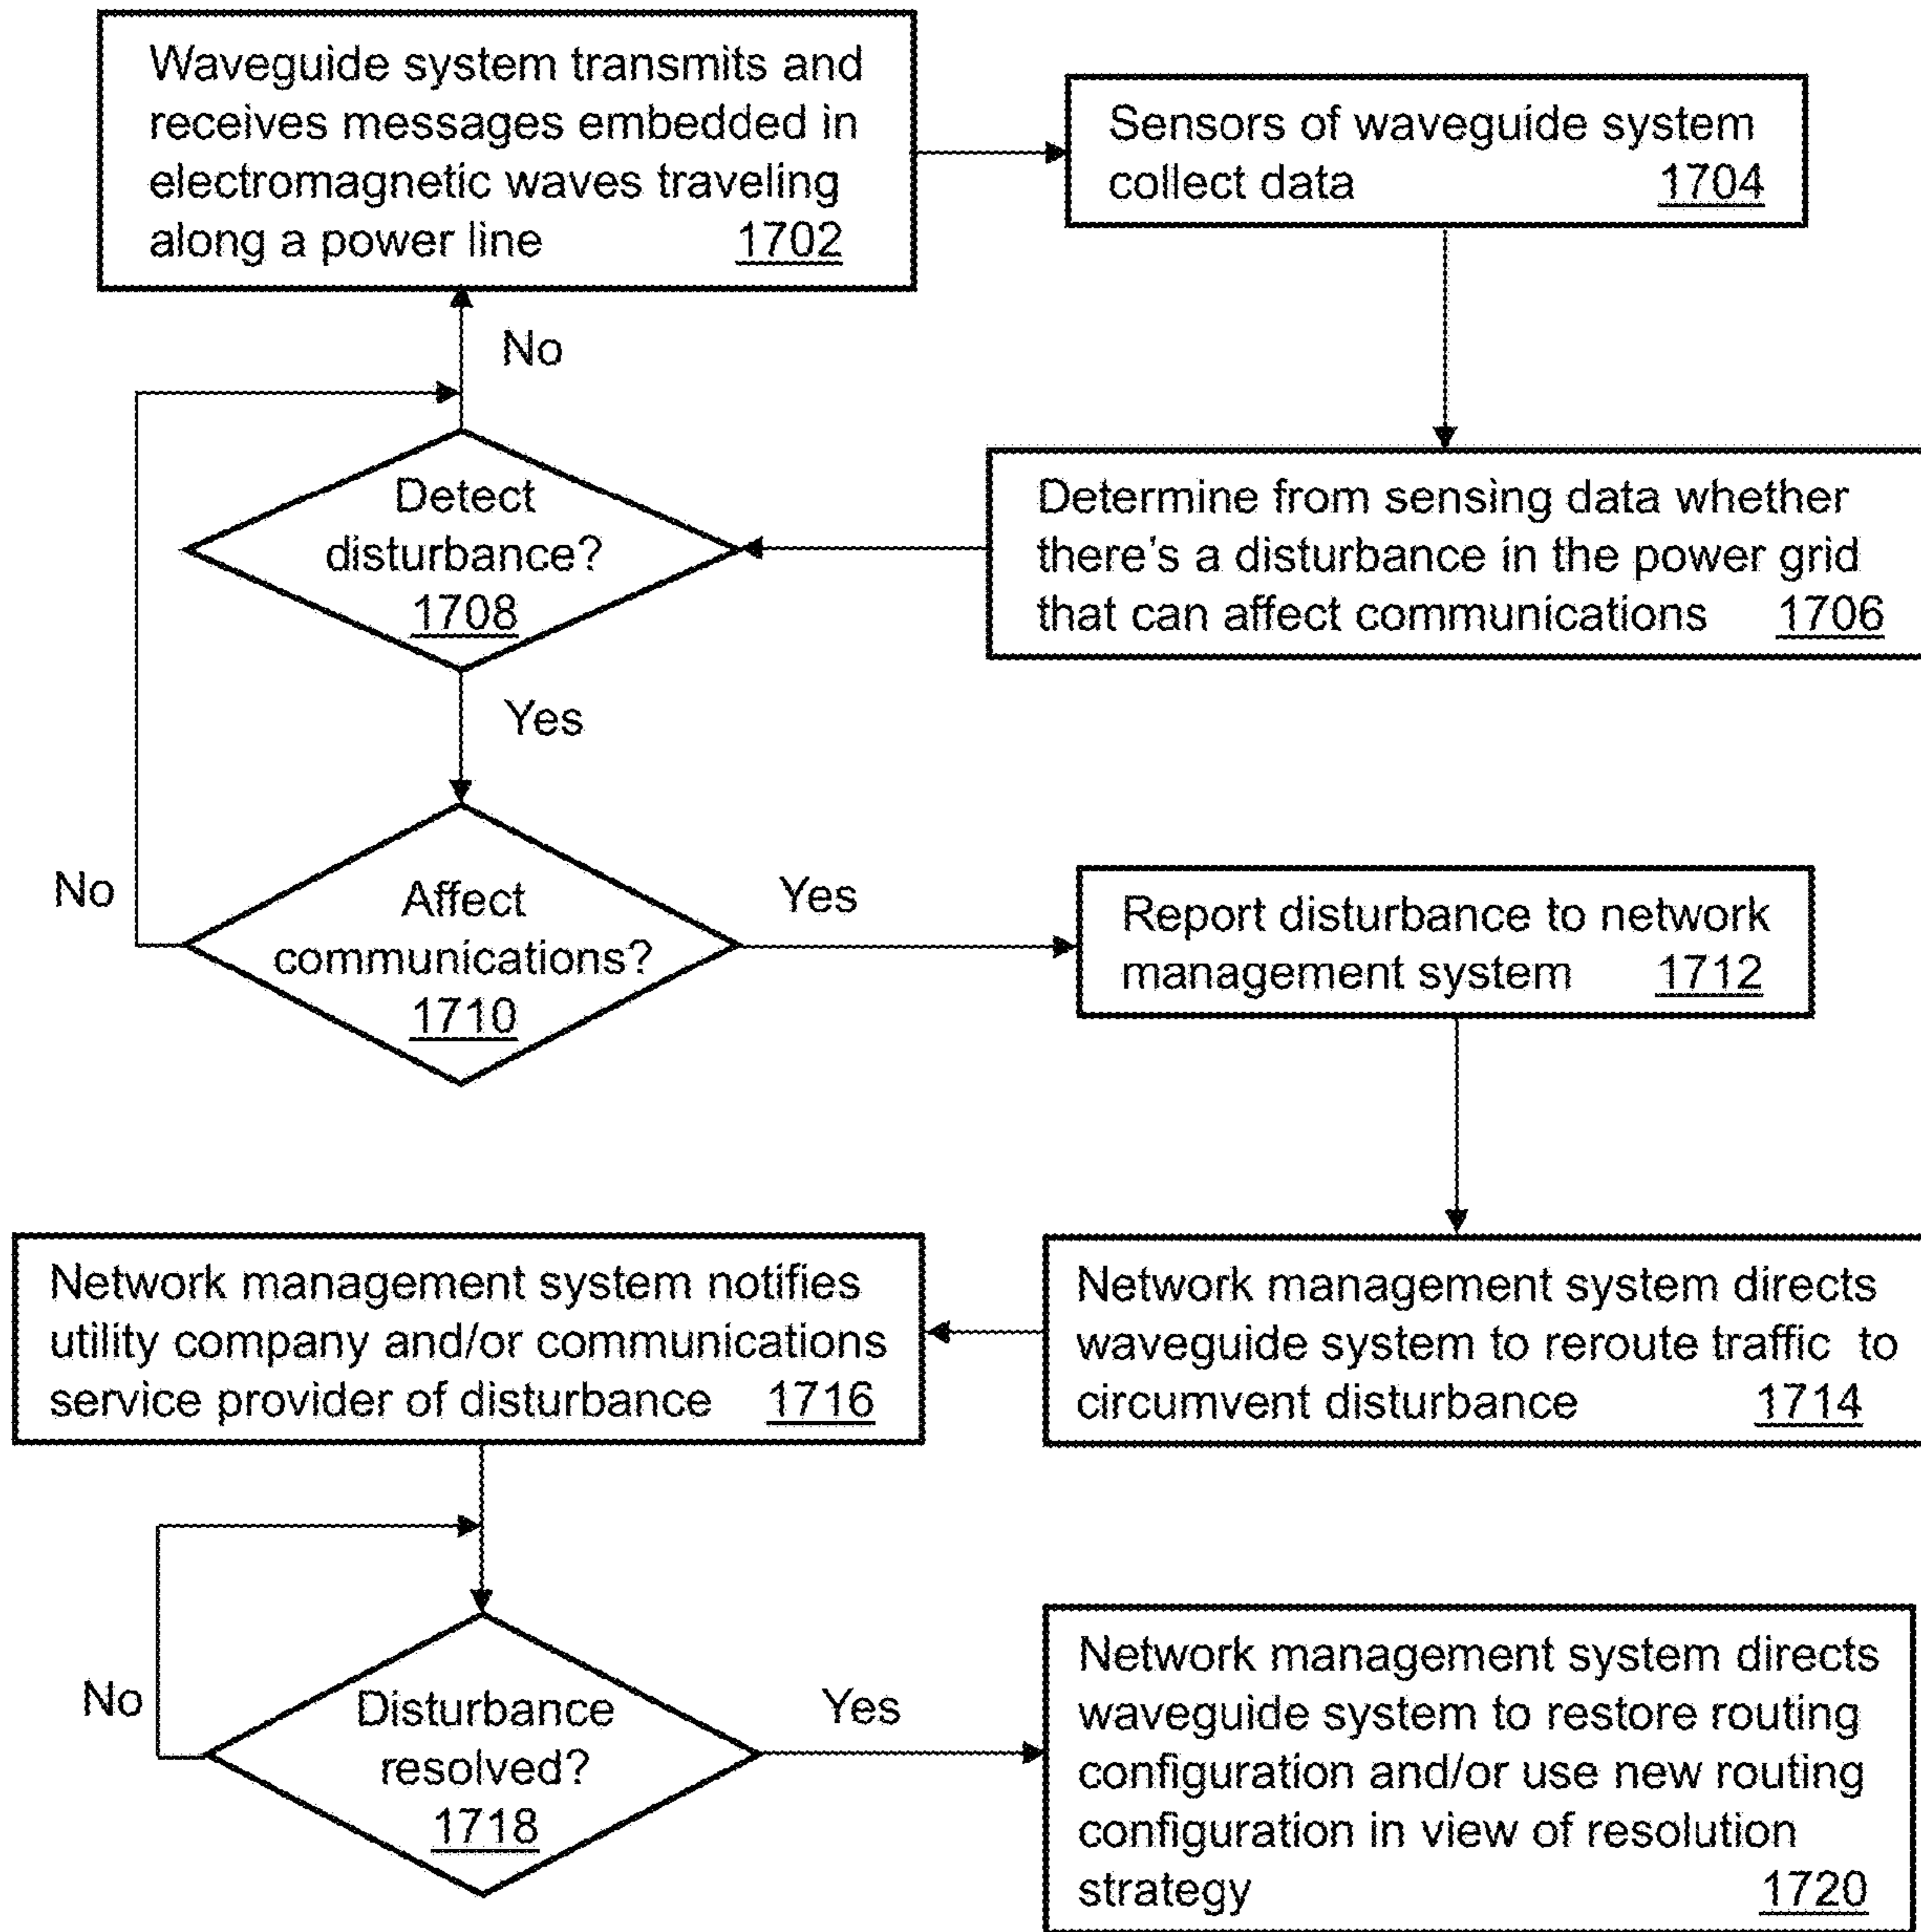 Waveguide system transmits and
receives messages embedded in
electromagnetic waves traveling
along a power line 1702
Sensors of waveguide system
collect data 1704
No
Detect
disturbance?
1708
Determine from sensing data whether
there's a disturbance in the power grid
that can affect communications 1706
Yes
No
Affect
communications?
1710
Yes
Report disturbance to network
management system 1712
Network management system notifies
utility company and/or communications
service provider of disturbance 1716
Network management system directs
waveguide system to reroute traffic to
circumvent disturbance 1714
No
Disturbance
resolved?
1718
Yes
Network management system directs
waveguide system to restore routing
configuration and/or use new routing
configuration in view of resolution
strategy 1720